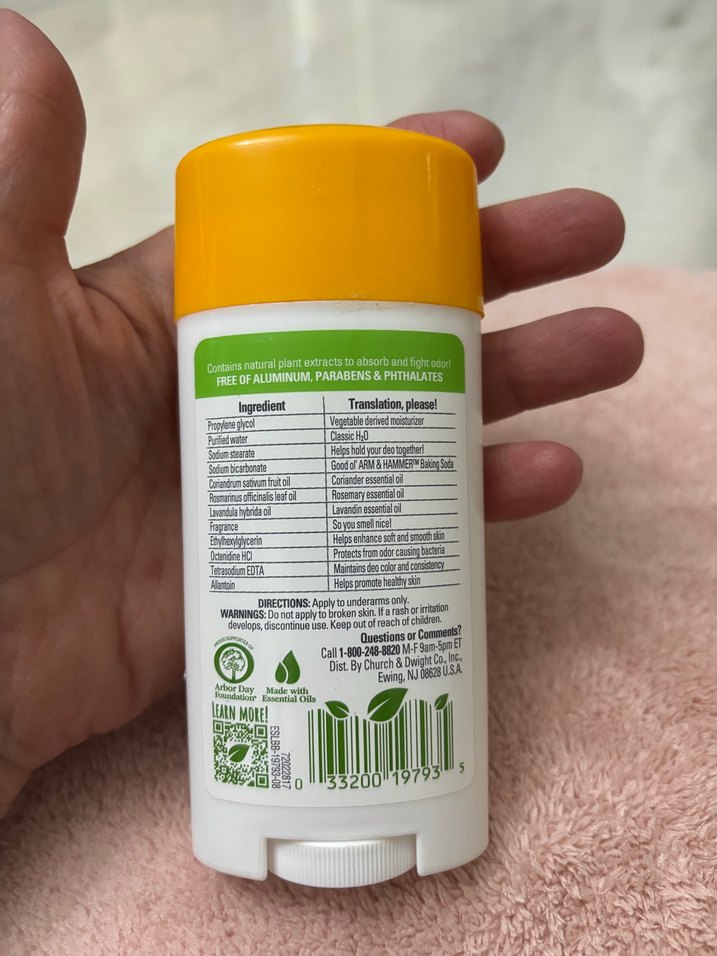 Contains natural plant extracts to absorb and fight odor!
FREE OF ALUMINUM, PARABENS & PHTHALATES
Ingredient Translation, please!
Propylene glycol Vegetable derived moisturizer
Purified water Classic H₂O
Sodium stearate Helps hold your deo together!
Sodium bicarbonate Good ol' ARM & HAMMER™ Baking Soda
Coriandrum sativum fruit oil Coriander essential oil
Rosmarinus officinalis leaf oil Rosemary essential oil
Lavandula hybrida oil Lavandin essential oil
Fragrance So you smell nice!
Ethylhexylglycerin Helps enhance soft and smooth skin
Octenidine HCl Protects from odor causing bacteria
Tetrasodium EDTA Maintains deo color and consistency
Allantoin Helps promote healthy skin
DIRECTIONS: Apply to underarms only.
WARNINGS: Do not apply to broken skin. If a rash or irritation
develops, discontinue use. Keep out of reach of children.
Questions or Comments?
Call 1-800-248-8820 M-F 9am-5pm ET
Dist. By Church & Dwight Co., Inc.,
Ewing, NJ 08628 U.S.A.
PROUD SUPPORTER OF
Arbor Day
Foundation®
Made with
Essential Oils
LEARN MORE!
ESLBB-19793-08
72022817
0 33200 19793 5